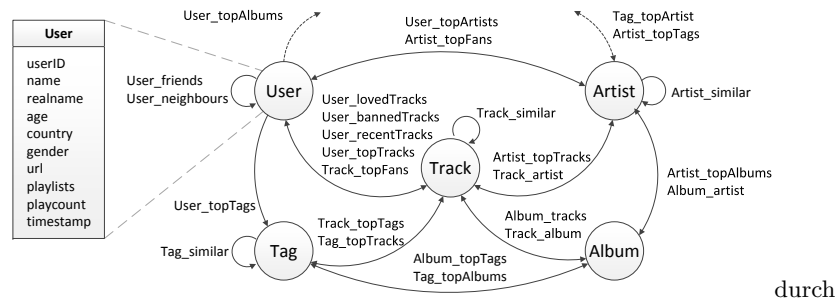 User
userID
name
realname
age
country
gender
url
playlists
playcount
timestamp
User_topAlbums
User_topArtists
Artist_topFans
Tag_topArtist
Artist_topTags
User_friends
User_neighbours
User
Artist
Artist_similar
User_lovedTracks
User_bannedTracks
User_recentTracks
User_topTracks
Track_topFans
Track_similar
Track
Artist_topTracks
Track_artist
Artist_topAlbums
Album_artist
User_topTags
Track_topTags
Tag_topTracks
Album_tracks
Track_album
Tag_similar
Tag
Album
Album_topTags
Tag_topAlbums
durch